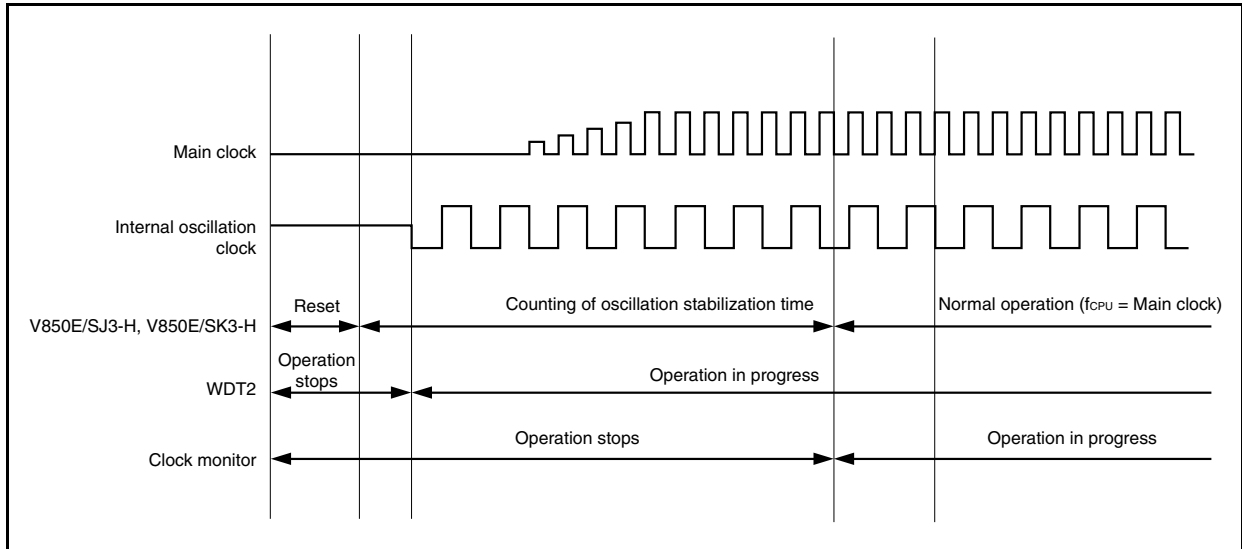 Main clock
Internal oscillation
clock
Reset
Counting of oscillation stabilization time
Normal operation (fCPU = Main clock)
V850E/SJ3-H, V850E/SK3-H
Operation
stops
Operation in progress
WDT2
Operation stops
Operation in progress
Clock monitor